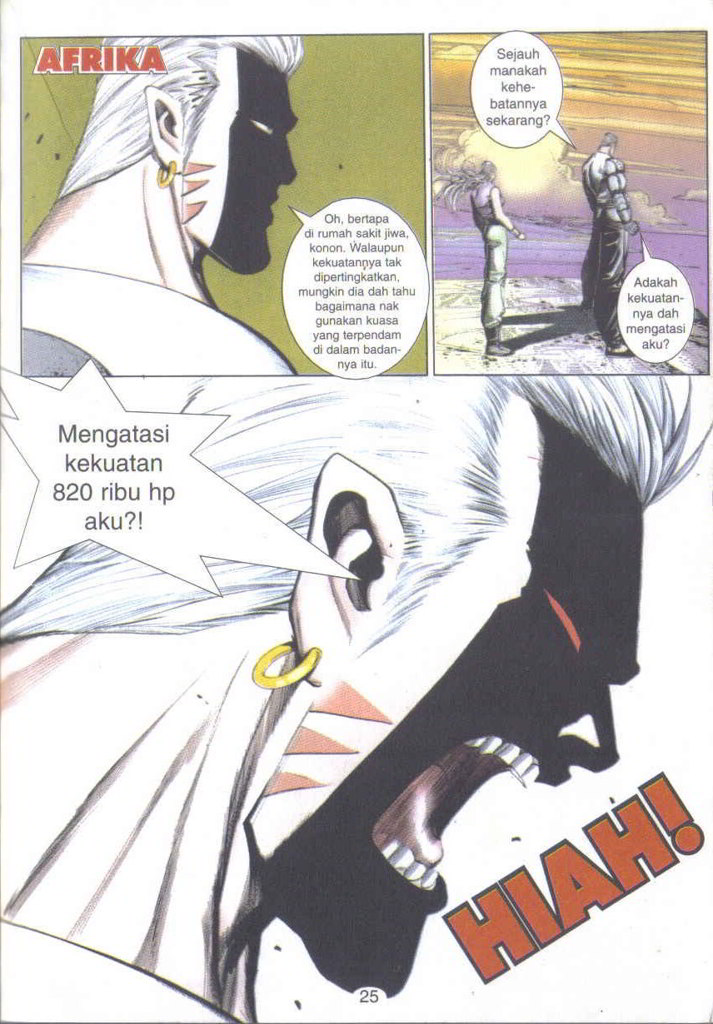 AFRIKA
Oh, bertapa
di rumah sakit jiwa,
konon. Walaupun
kekuatannya tak
dipertingkatkan,
mungkin dia dah tahu
bagaimana nak
gunakan kuasa
yang terpendam
di dalam badan-
nya itu.
Sejauh
manakah
kehe-
batannya
sekarang?
Adakah
kekuatan-
nya dah
mengatasi
aku?
Mengatasi
kekuatan
820 ribu hp
aku?!
HIAH!
25